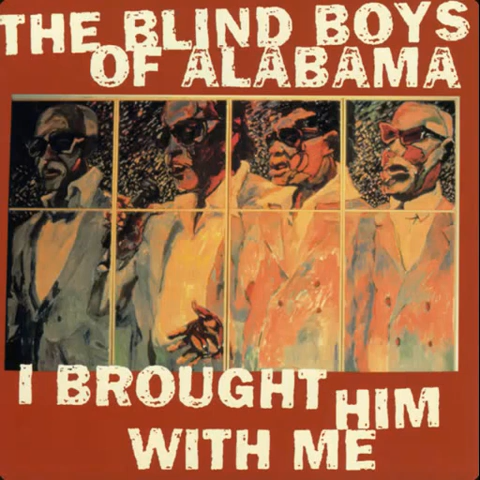 THE BLIND BOYS
OF ALABAMA
I BROUGHT HIM
WITH ME